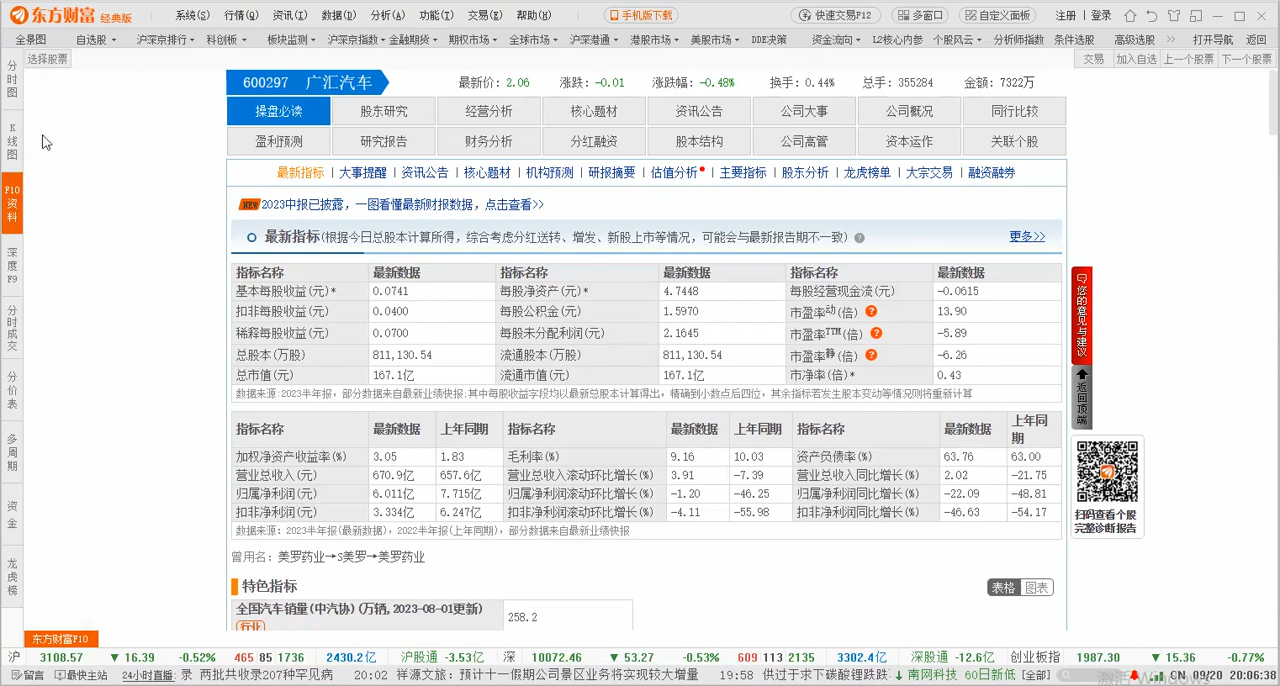 东方财富 经典版 系统(S) 行情(Q) 资讯(I) 数据(D) 分析(A) 功能(T) 交易(E) 帮助(H) 手机版下载 快速交易F12 多窗口 自定义面板 注册 | 登录
全景图 自选股 沪深京排行 科创板 板块监测 沪深京指数 金融期货 期权市场 全球市场 沪深港通 港股市场 美股市场 DDE决策 资金流向 L2核心内参 个股风云 分析师指数 条件选股 高级选股 >> 打开导航 返回
选择股票 交易 加入自选 上一个股票 下一个股票
分时图
K线图
F10资料
深度F9
分时成交
分价表
多周期
资金
龙虎榜
600297 广汇汽车 最新价: 2.06 涨跌: -0.01 涨跌幅: -0.48% 换手: 0.44% 总手: 355284 金额: 7322万
操盘必读 股东研究 经营分析 核心题材 资讯公告 公司大事 公司概况 同行比较
盈利预测 研究报告 财务分析 分红融资 股本结构 公司高管 资本运作 关联个股
最新指标 | 大事提醒 | 资讯公告 | 核心题材 | 机构预测 | 研报摘要 | 估值分析 | 主要指标 | 股东分析 | 龙虎榜单 | 大宗交易 | 融资融券
NEW 2023中报已披露，一图看懂最新财报数据，点击查看>>
最新指标(根据今日总股本计算所得，综合考虑分红送转、增发、新股上市等情况，可能会与最新报告期不一致) ? 更多>>
指标名称 最新数据 指标名称 最新数据 指标名称 最新数据
基本每股收益(元)* 0.0741 每股净资产(元)* 4.7448 每股经营现金流(元) -0.0615
扣非每股收益(元) 0.0400 每股公积金(元) 1.5970 市盈率动(倍) ? 13.90
稀释每股收益(元) 0.0700 每股未分配利润(元) 2.1645 市盈率TTM(倍) ? -5.89
总股本(万股) 811,130.54 流通股本(万股) 811,130.54 市盈率静(倍) ? -6.26
总市值(元) 167.1亿 流通市值(元) 167.1亿 市净率(倍)* 0.43
数据来源:2023半年报，部分数据来自最新业绩快报;其中每股收益字段均以最新总股本计算得出，精确到小数点后四位，其余指标若发生股本变动等情况则将重新计算
指标名称 最新数据 上年同期 指标名称 最新数据 上年同期 指标名称 最新数据 上年同期
加权净资产收益率(%) 3.05 1.83 毛利率(%) 9.16 10.03 资产负债率(%) 63.76 63.00
营业总收入(元) 670.9亿 657.6亿 营业总收入滚动环比增长(%) 3.91 -7.39 营业总收入同比增长(%) 2.02 -21.75
归属净利润(元) 6.011亿 7.715亿 归属净利润滚动环比增长(%) -1.20 -46.25 归属净利润同比增长(%) -22.09 -48.81
扣非净利润(元) 3.334亿 6.247亿 扣非净利润滚动环比增长(%) -4.11 -55.98 扣非净利润同比增长(%) -46.63 -54.17
数据来源: 2023半年报(最新数据)，2022半年报(上年同期)，部分数据来自最新业绩快报
曾用名: 美罗药业→S美罗→美罗药业
特色指标 表格 图表
全国汽车销量(中汽协)(万辆, 2023-08-01更新) 258.2
行业
您的意见与建议
返回顶端
扫码查看个股
完整诊断报告
东方财富F10
沪 3108.57 ▼16.39 -0.52% 465 85 1736 2430.2亿 沪股通 -3.53亿 深 10072.46 ▼53.27 -0.53% 609 113 2135 3302.4亿 深股通 -12.6亿 创业板指 1987.30 ▼15.36 -0.77%
留言 最快主站 24小时直播: 两技共收获20个罕见病 20:02 祥源文旅:十一假期公司景区业务将实现较大增量 19:58 供过于求下碳酸锂跌跌 ↓南网科技 60日新低 [全部] CN 09/20 20:06:38
激活 Windows